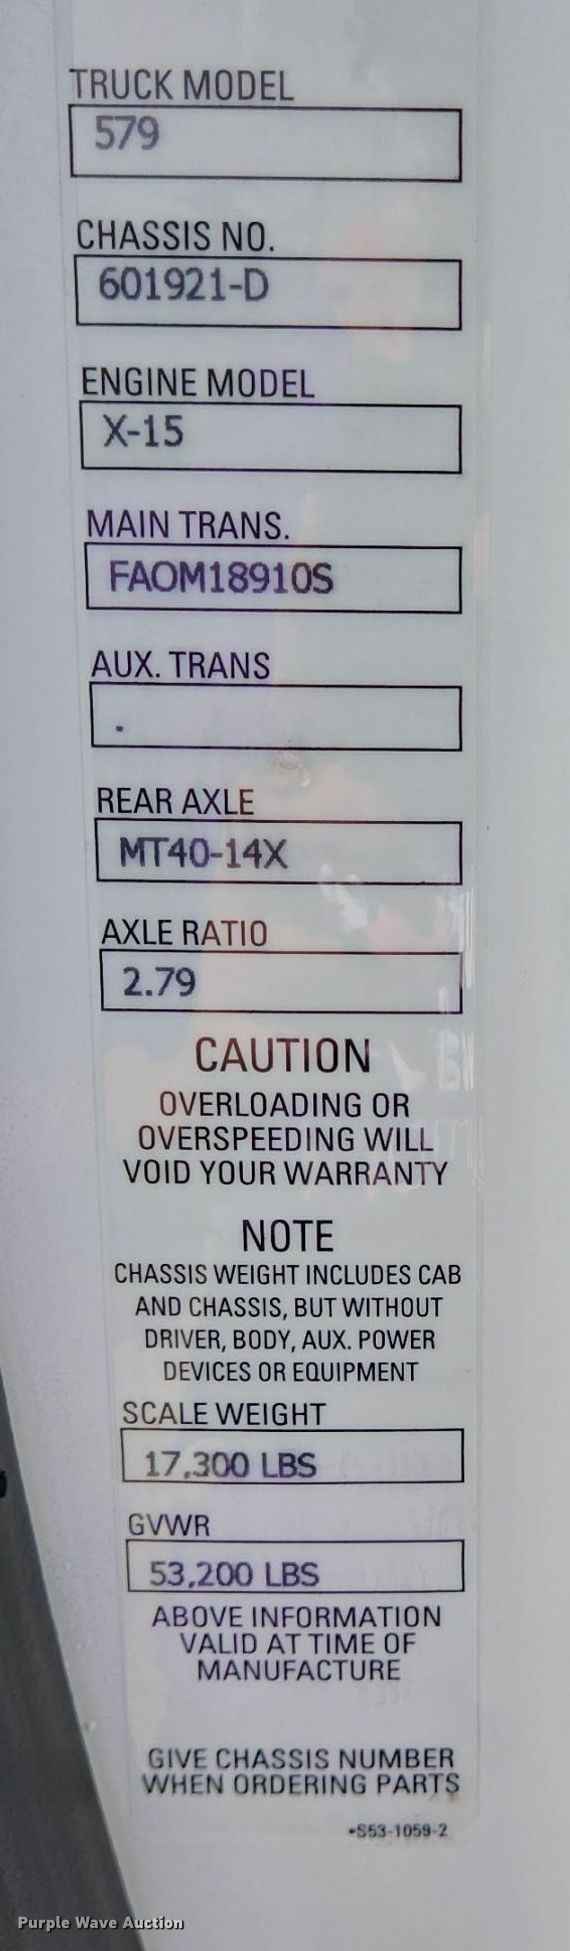 TRUCK MODEL
579
CHASSIS NO.
601921-D
ENGINE MODEL
X-15
MAIN TRANS.
FAOM18910S
AUX. TRANS
.
REAR AXLE
MT40-14X
AXLE RATIO
2.79
CAUTION
OVERLOADING OR
OVERSPEEDING WILL
VOID YOUR WARRANTY
NOTE
CHASSIS WEIGHT INCLUDES CAB
AND CHASSIS, BUT WITHOUT
DRIVER, BODY, AUX. POWER
DEVICES OR EQUIPMENT
SCALE WEIGHT
17,300 LBS
GVWR
53,200 LBS
ABOVE INFORMATION
VALID AT TIME OF
MANUFACTURE
GIVE CHASSIS NUMBER
WHEN ORDERING PARTS
•S53-1059-2
Purple Wave Auction